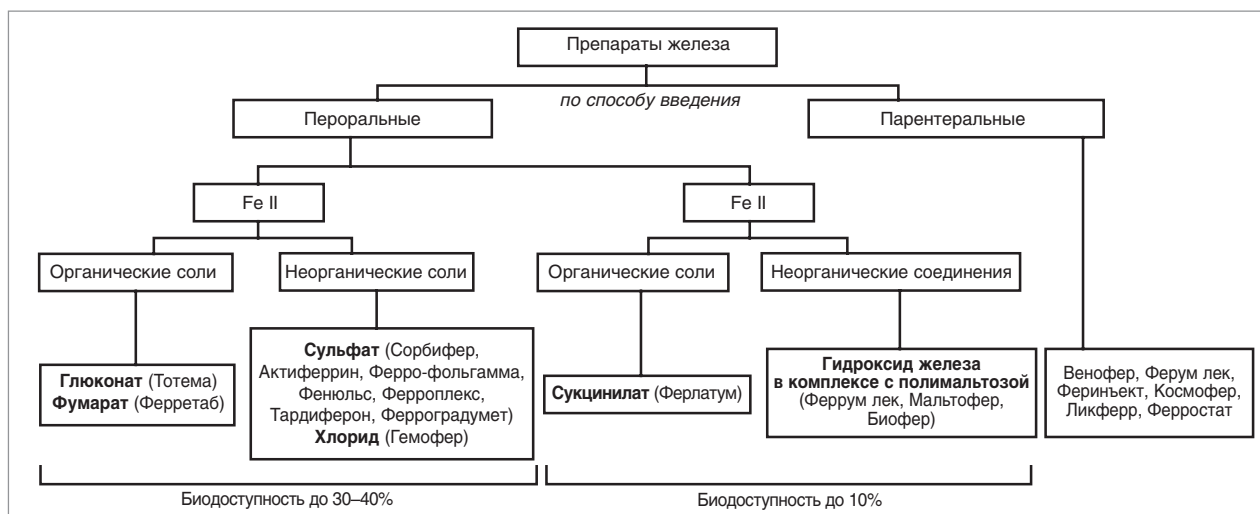 Препараты железа
по способу введения
Пероральные
Парентеральные
Fe II
Fe II
Органические соли
Неорганические соли
Органические соли
Неорганические соединения
Глюконат (Тотема)
Фумарат (Ферретаб)
Сульфат (Сорбифер,
Актиферрин, Ферро-фольгамма,
Фенюльс, Ферроплекс,
Тардиферон, Ферроградумет)
Хлорид (Гемофер)
Сукцинилат (Ферлатум)
Гидроксид железа
в комплексе с полимальтозой
(Феррум лек, Мальтофер,
Биофер)
Венофер, Ферум лек,
Феринъект, Космофер,
Ликферр, Ферростат
Биодоступность до 30–40%
Биодоступность до 10%